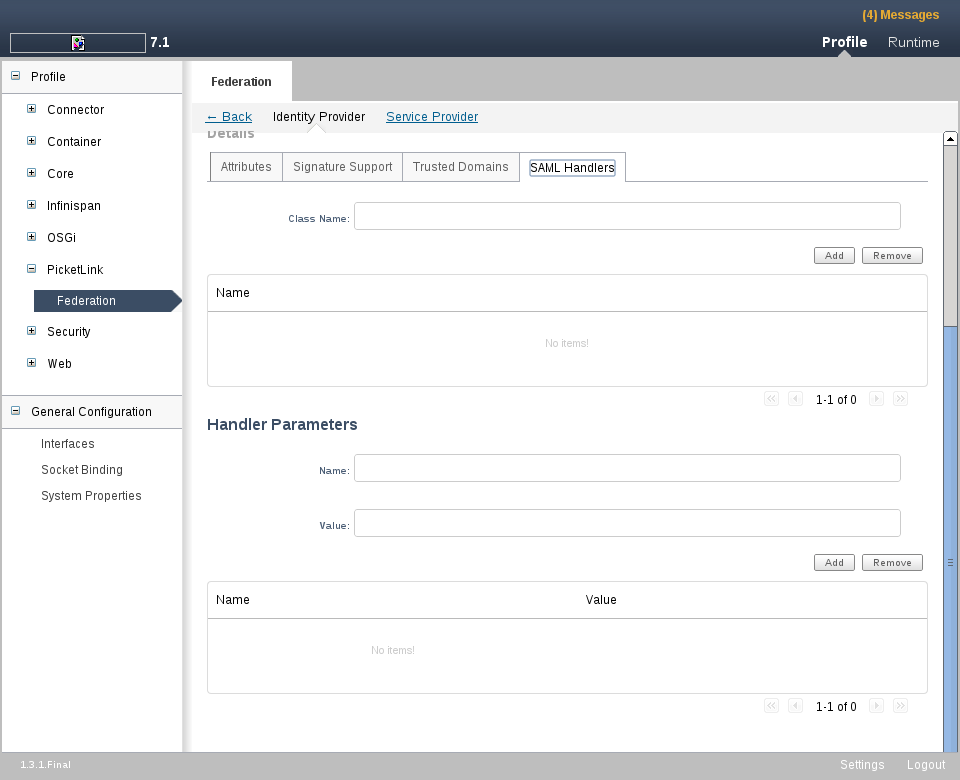 (4) Messages
7.1
Profile Runtime
Profile
Connector
Container
Core
Infinispan
OSGi
PicketLink
Federation
Security
Web
General Configuration
Interfaces
Socket Binding
System Properties
Federation
← Back Identity Provider Service Provider
Details
Attributes Signature Support Trusted Domains SAML Handlers
Class Name:
Add Remove
Name
No items!
1-1 of 0
Handler Parameters
Name:
Value:
Add Remove
Name Value
No items!
1-1 of 0
1.3.1.Final
Settings Logout